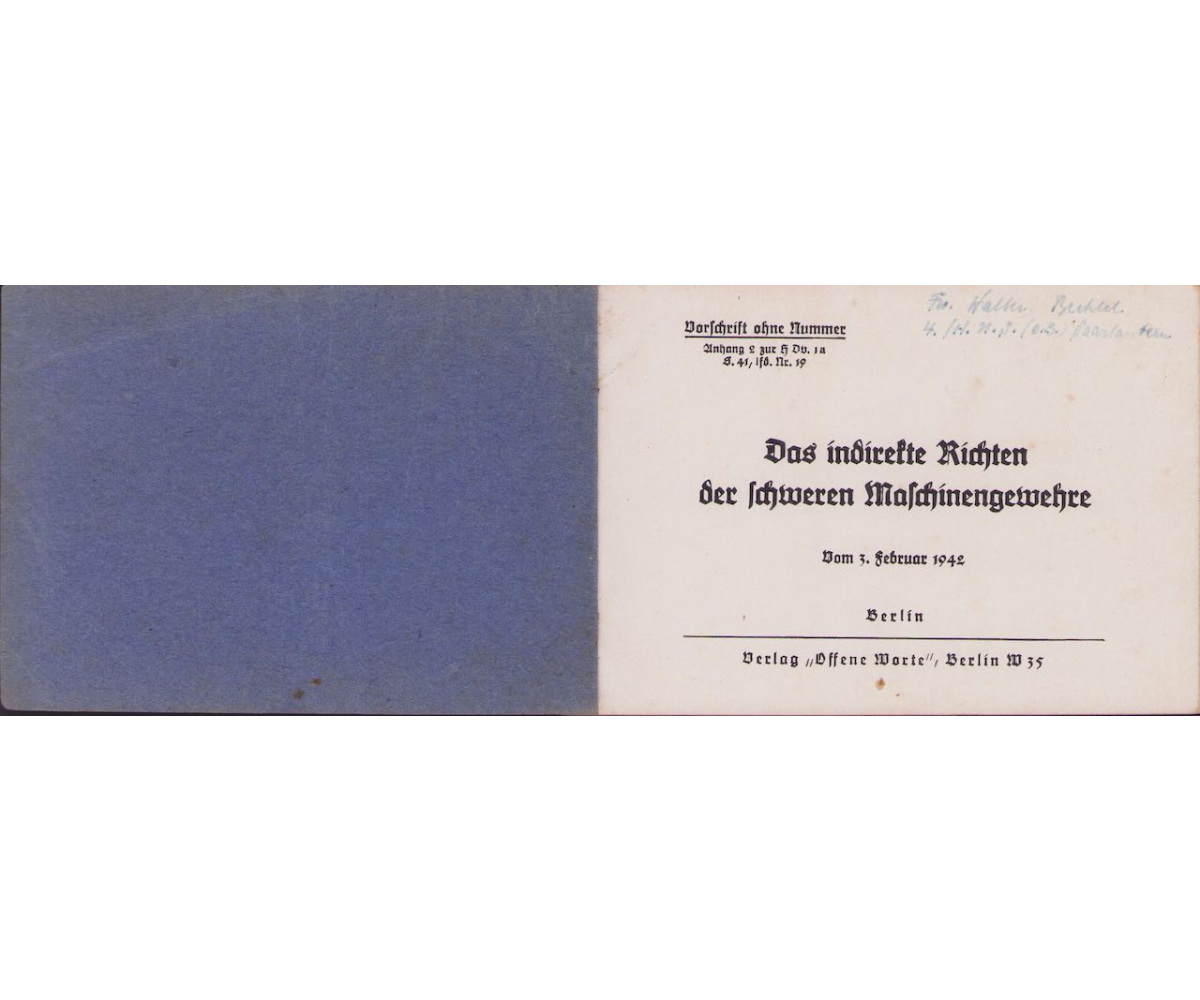 Walter
Vorschrift ohne Nummer
Anhang 2 zur H Dv. 1a
S. 41, lfd. Nr. 19
Das indirekte Richten
der schweren Maschinengewehre
Vom 3. Februar 1942
Berlin
Verlag „Offene Worte“, Berlin W 35